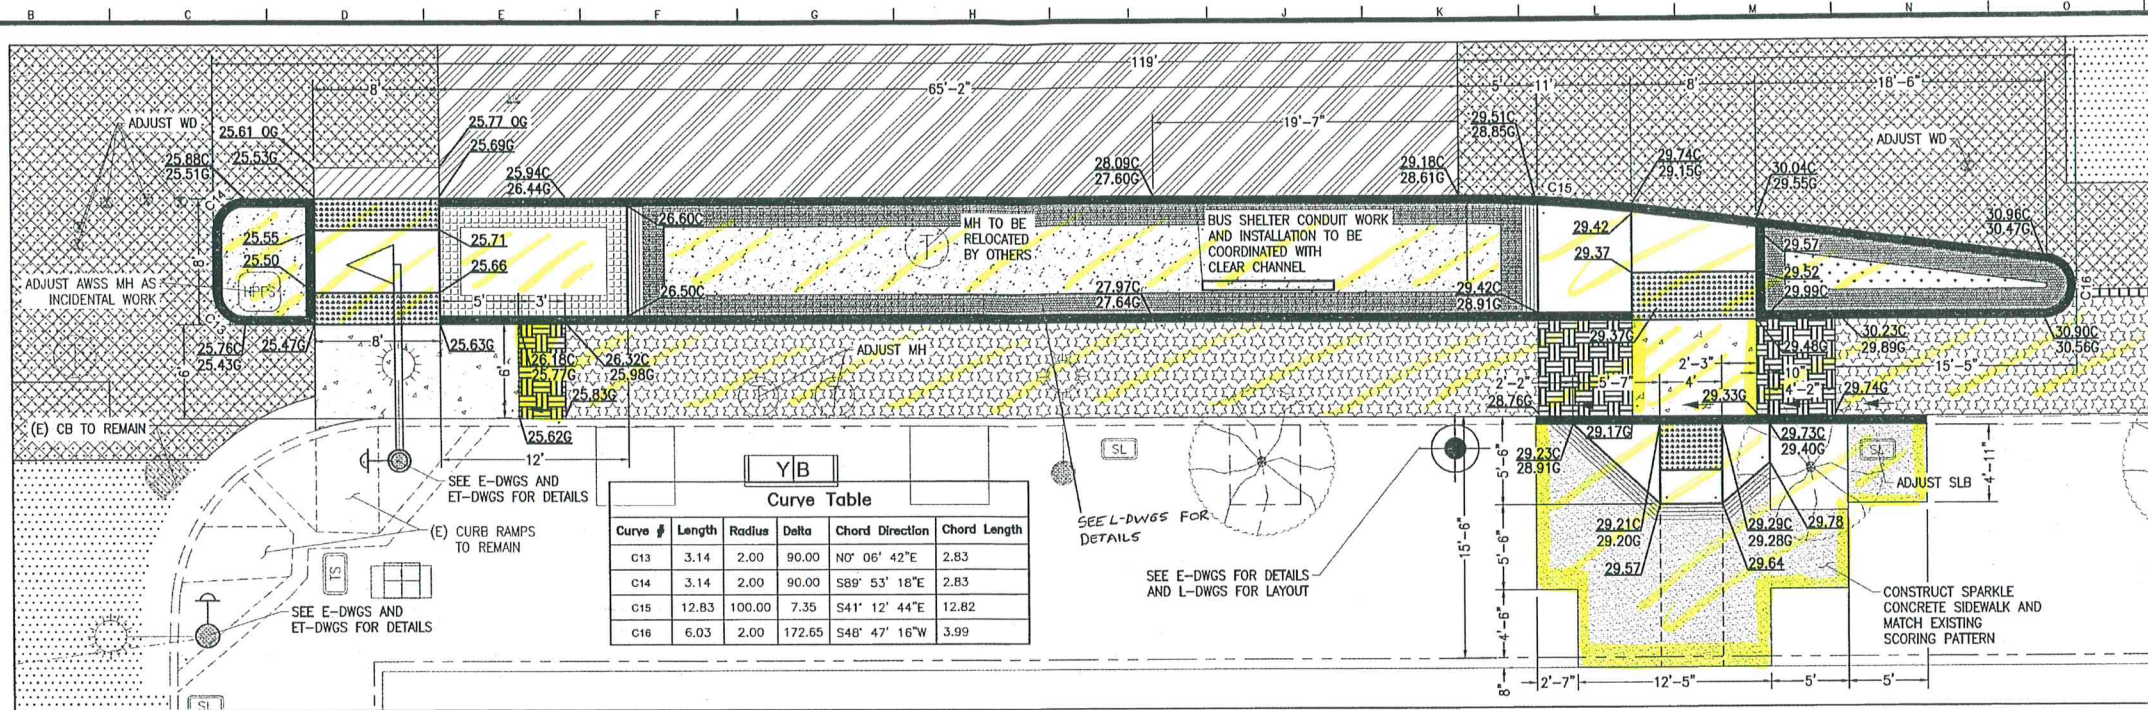 B C D E F G H I J K L M N O
119'
8' 65'-2" 5' 11' 8' 18'-6"
19'-7"
ADJUST WD
25.61 OG
25.53G
25.88C
25.51G
25.77 OG
25.69G
25.94C
26.44G
28.09C
27.60G
29.18C
28.61G
29.51C
28.85G
C15
29.74C
29.15G
30.04C
29.55G
ADJUST WD
30.96C
30.47G
25.55
25.50
8'
25.71
25.66
26.60C
26.50C
MH TO BE
RELOCATED
BY OTHERS
BUS SHELTER CONDUIT WORK
AND INSTALLATION TO BE
COORDINATED WITH
CLEAR CHANNEL
27.97C
27.64G
29.42C
28.91G
29.42
29.37
29.57
29.52
29.99C
C16
ADJUST AWSS MH AS
INCIDENTAL WORK
HPFS
5' 3'
25.76C
25.43G
25.47G
8'
25.63G
6'
6'
26.18C
25.77G
26.32C
25.98G
25.83G
25.62G
12'
ADJUST MH
29.37G
29.48G
30.23C
29.89G
30.90C
30.56G
2'-3"
10"
2'-2" 5'-7" 4' 4'-2" 15'-5"
28.76G
29.33G
29.74G
29.17G
29.23C
28.91G
29.73C
29.40G
(E) CB TO REMAIN
SEE E-DWGS AND
ET-DWGS FOR DETAILS
(E) CURB RAMPS
TO REMAIN
TS
SEE E-DWGS AND
ET-DWGS FOR DETAILS
SL
Y|B
Curve Table
Curve # Length Radius Delta Chord Direction Chord Length
C13 3.14 2.00 90.00 N0° 06' 42"E 2.83
C14 3.14 2.00 90.00 S89° 53' 18"E 2.83
C15 12.83 100.00 7.35 S41° 12' 44"E 12.82
C16 6.03 2.00 172.65 S48° 47' 16"W 3.99
SEE L-DWGS FOR
DETAILS
SL
SEE E-DWGS FOR DETAILS
AND L-DWGS FOR LAYOUT
15'-6"
5'-6"
5'-6"
4'-6"
8"
29.21C
29.20G
29.57
29.29C
29.28G
29.64
29.78
SL
ADJUST SLB
4'-11"
CONSTRUCT SPARKLE
CONCRETE SIDEWALK AND
MATCH EXISTING
SCORING PATTERN
2'-7" 12'-5" 5' 5'